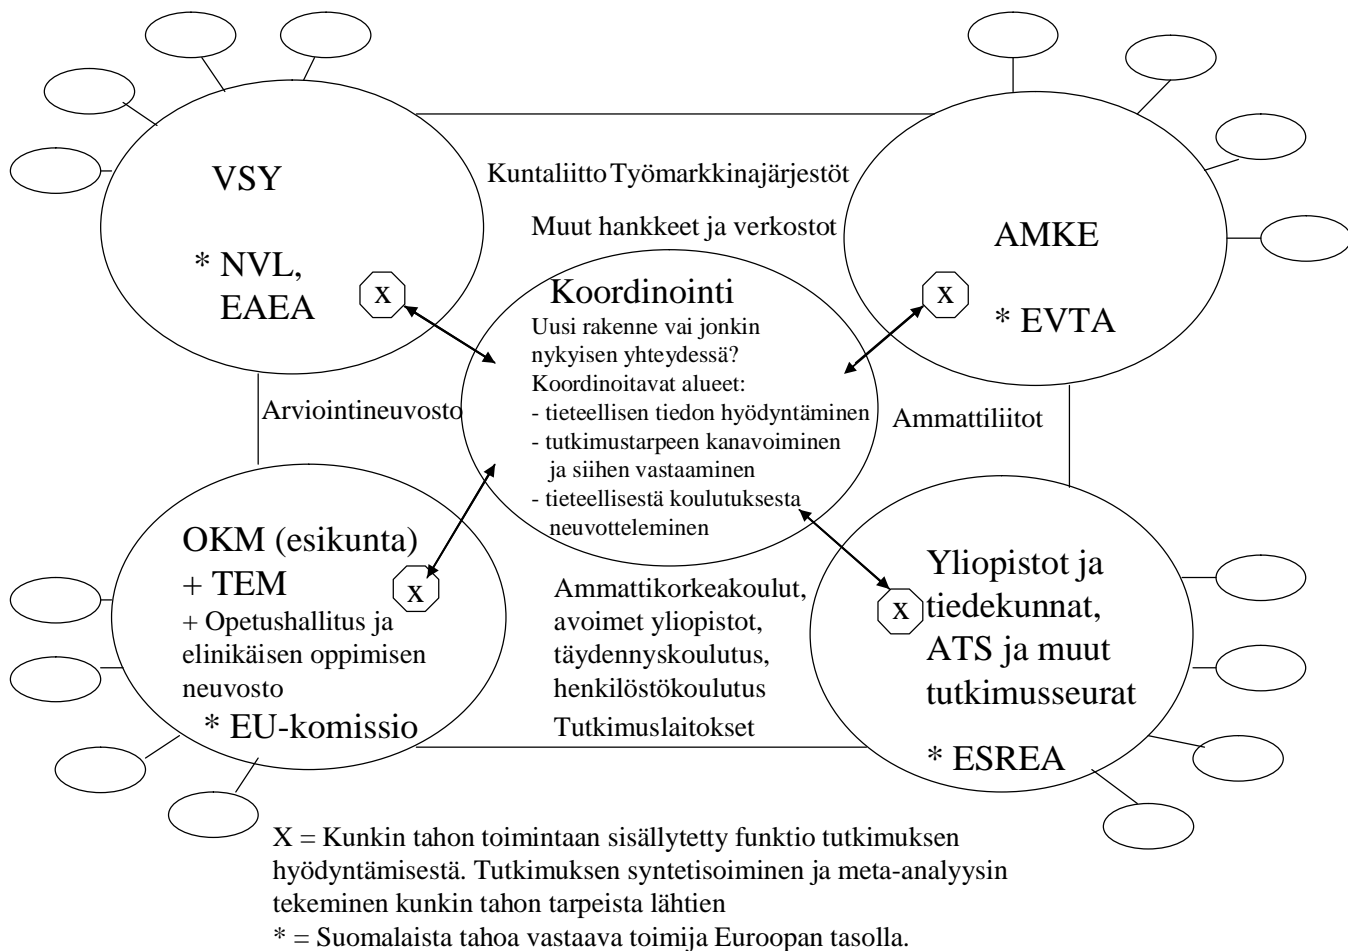 VSY
* NVL,
EAEA
x
Kuntaliitto Työmarkkinajärjestöt
Muut hankkeet ja verkostot
AMKE
x
* EVTA
Koordinointi
Uusi rakenne vai jonkin
nykyisen yhteydessä?
Koordinoitavat alueet:
- tieteellisen tiedon hyödyntäminen
- tutkimustarpeen kanavoiminen
ja siihen vastaaminen
- tieteellisestä koulutuksesta
neuvotteleminen
Arviointineuvosto
Ammattiliitot
OKM (esikunta)
+ TEM
x
+ Opetushallitus ja
elinikäisen oppimisen
neuvosto
* EU-komissio
Ammattikorkeakoulut,
avoimet yliopistot,
täydennyskoulutus,
henkilöstökoulutus
Tutkimuslaitokset
Yliopistot ja
x
tiedekunnat,
ATS ja muut
tutkimusseurat
* ESREA
X = Kunkin tahon toimintaan sisällytetty funktio tutkimuksen
hyödyntämisestä. Tutkimuksen syntetisoiminen ja meta-analyysin
tekeminen kunkin tahon tarpeista lähtien
* = Suomalaista tahoa vastaava toimija Euroopan tasolla.